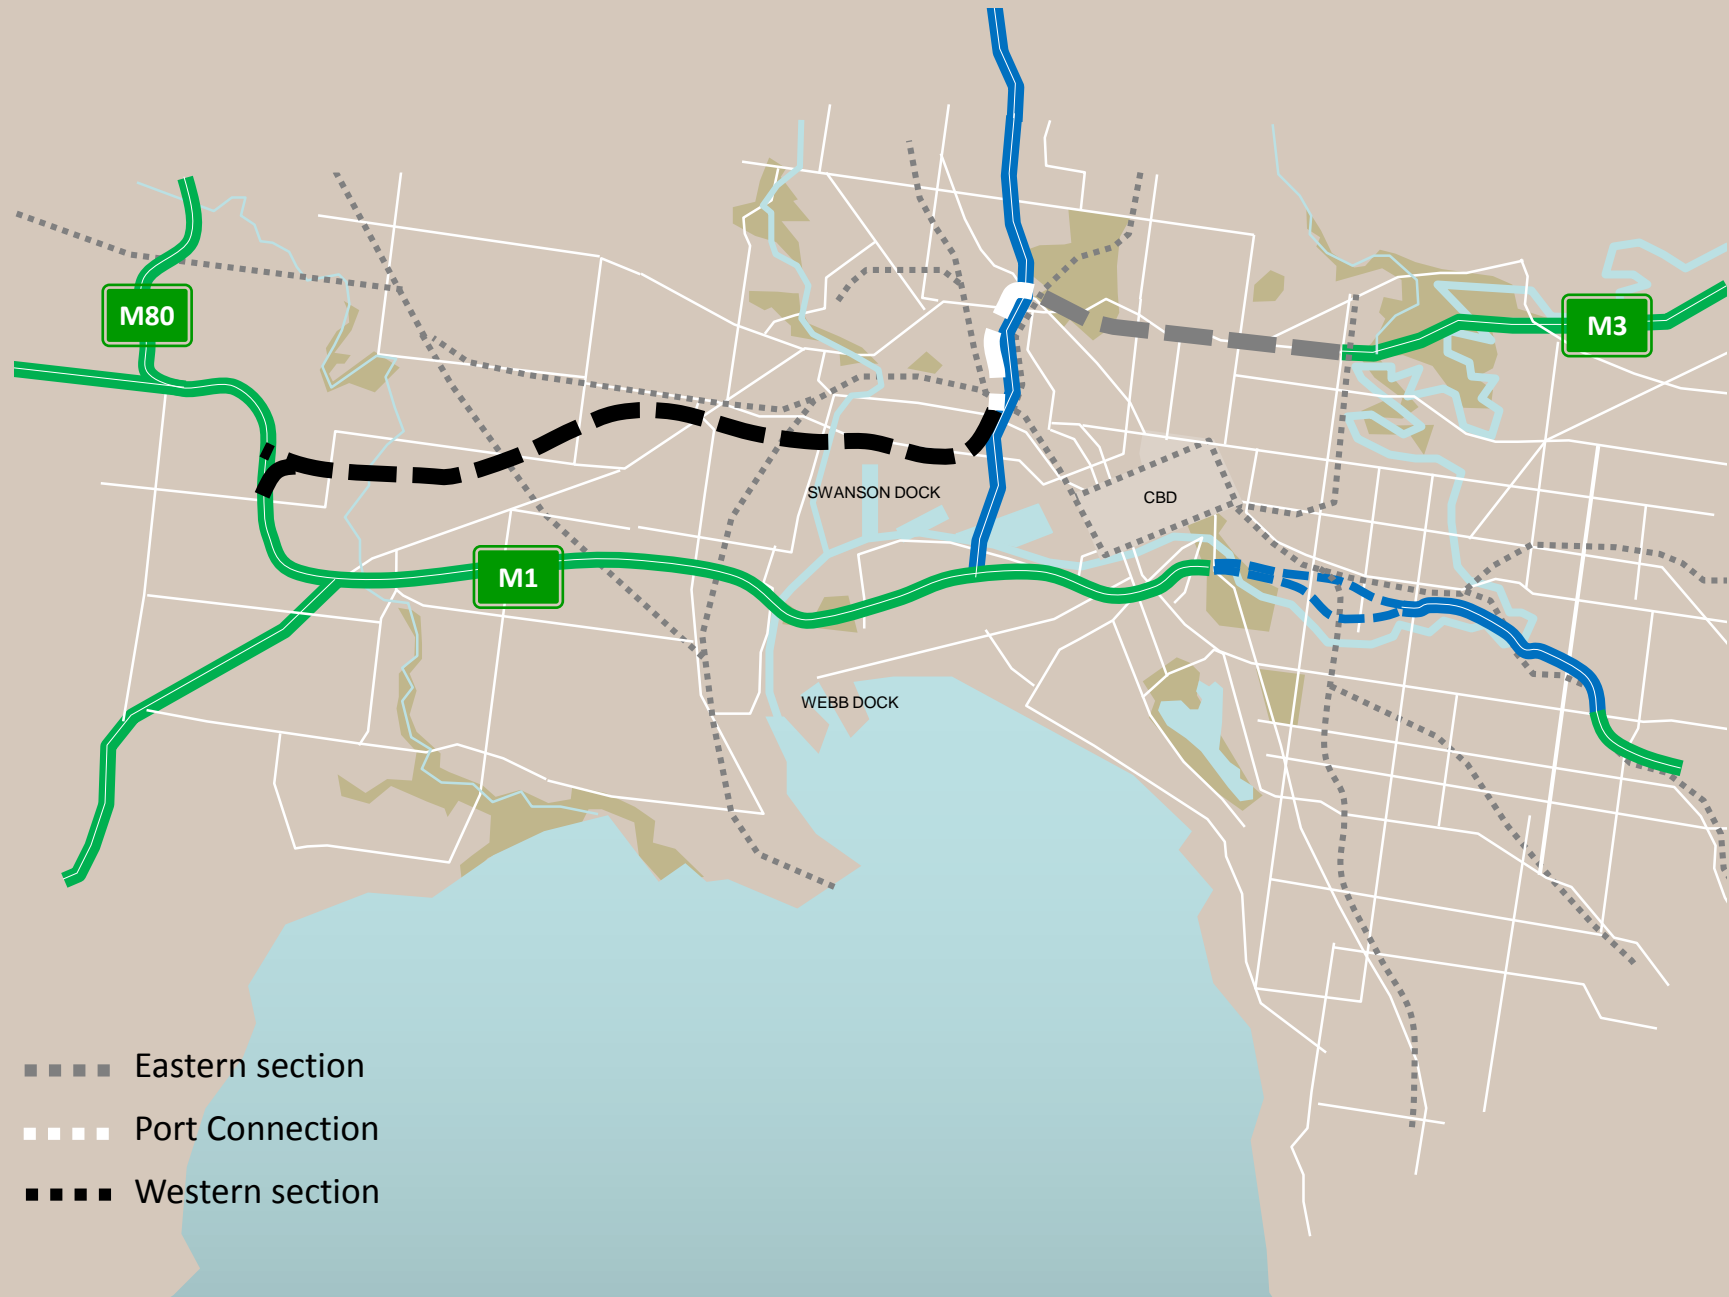 M80
M3
SWANSON DOCK
CBD
M1
WEBB DOCK
Eastern section
Port Connection
Western section